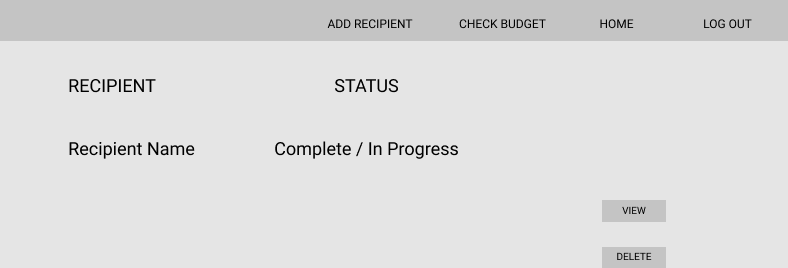 ADD RECIPIENT CHECK BUDGET HOME LOG OUT
RECIPIENT STATUS
Recipient Name Complete / In Progress
VIEW
DELETE